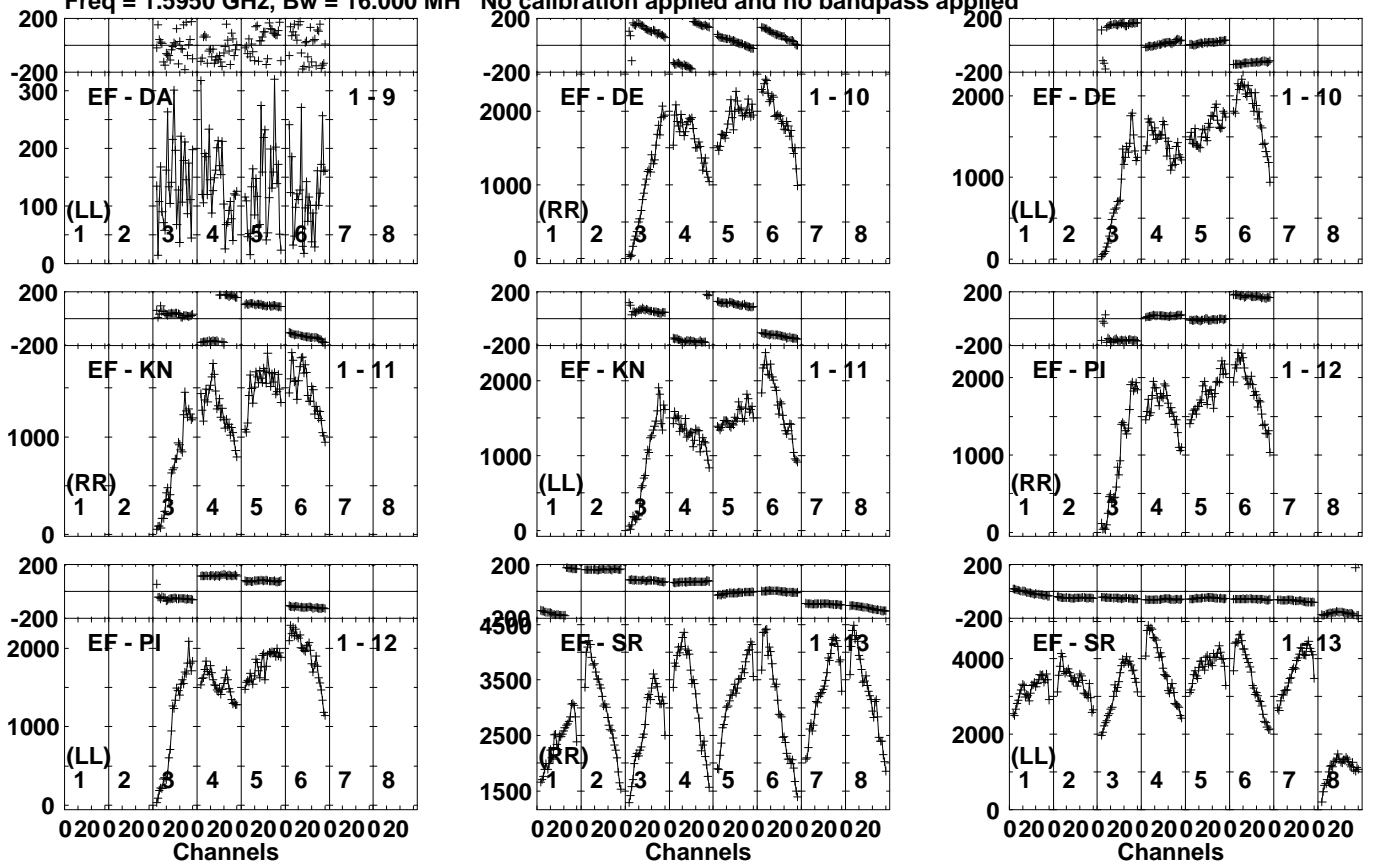 Freq = 1.5950 GHz, Bw = 16.000 MH No calibration applied and no bandpass applied
200
-200
300
200
100
0
EF - DA 1 - 9
(LL)
1 2 3 4 5 6 7 8
200
-200
2000
1000
0
EF - DE 1 - 10
(RR)
1 2 3 4 5 6 7 8
200
-200
2000
1000
0
EF - DE 1 - 10
(LL)
1 2 3 4 5 6 7 8
200
-200
1000
0
EF - KN 1 - 11
(RR)
1 2 3 4 5 6 7 8
200
-200
2000
1000
0
EF - KN 1 - 11
(LL)
1 2 3 4 5 6 7 8
200
-200
2000
1000
0
EF - PI 1 - 12
(RR)
1 2 3 4 5 6 7 8
200
-200
2000
1000
0
EF - PI 1 - 12
(LL)
1 2 3 4 5 6 7 8
0 20 0 20 0 20 0 20 0 20 0 20 0 20 0 20
Channels
200
-200
4500
3500
2500
1500
EF - SR 1 - 13
(RR)
1 2 3 4 5 6 7 8
0 20 0 20 0 20 0 20 0 20 0 20 0 20 0 20
Channels
200
-200
4000
2000
0
EF - SR 1 - 13
(LL)
1 2 3 4 5 6 7 8
0 20 0 20 0 20 0 20 0 20 0 20 0 20 0 20
Channels